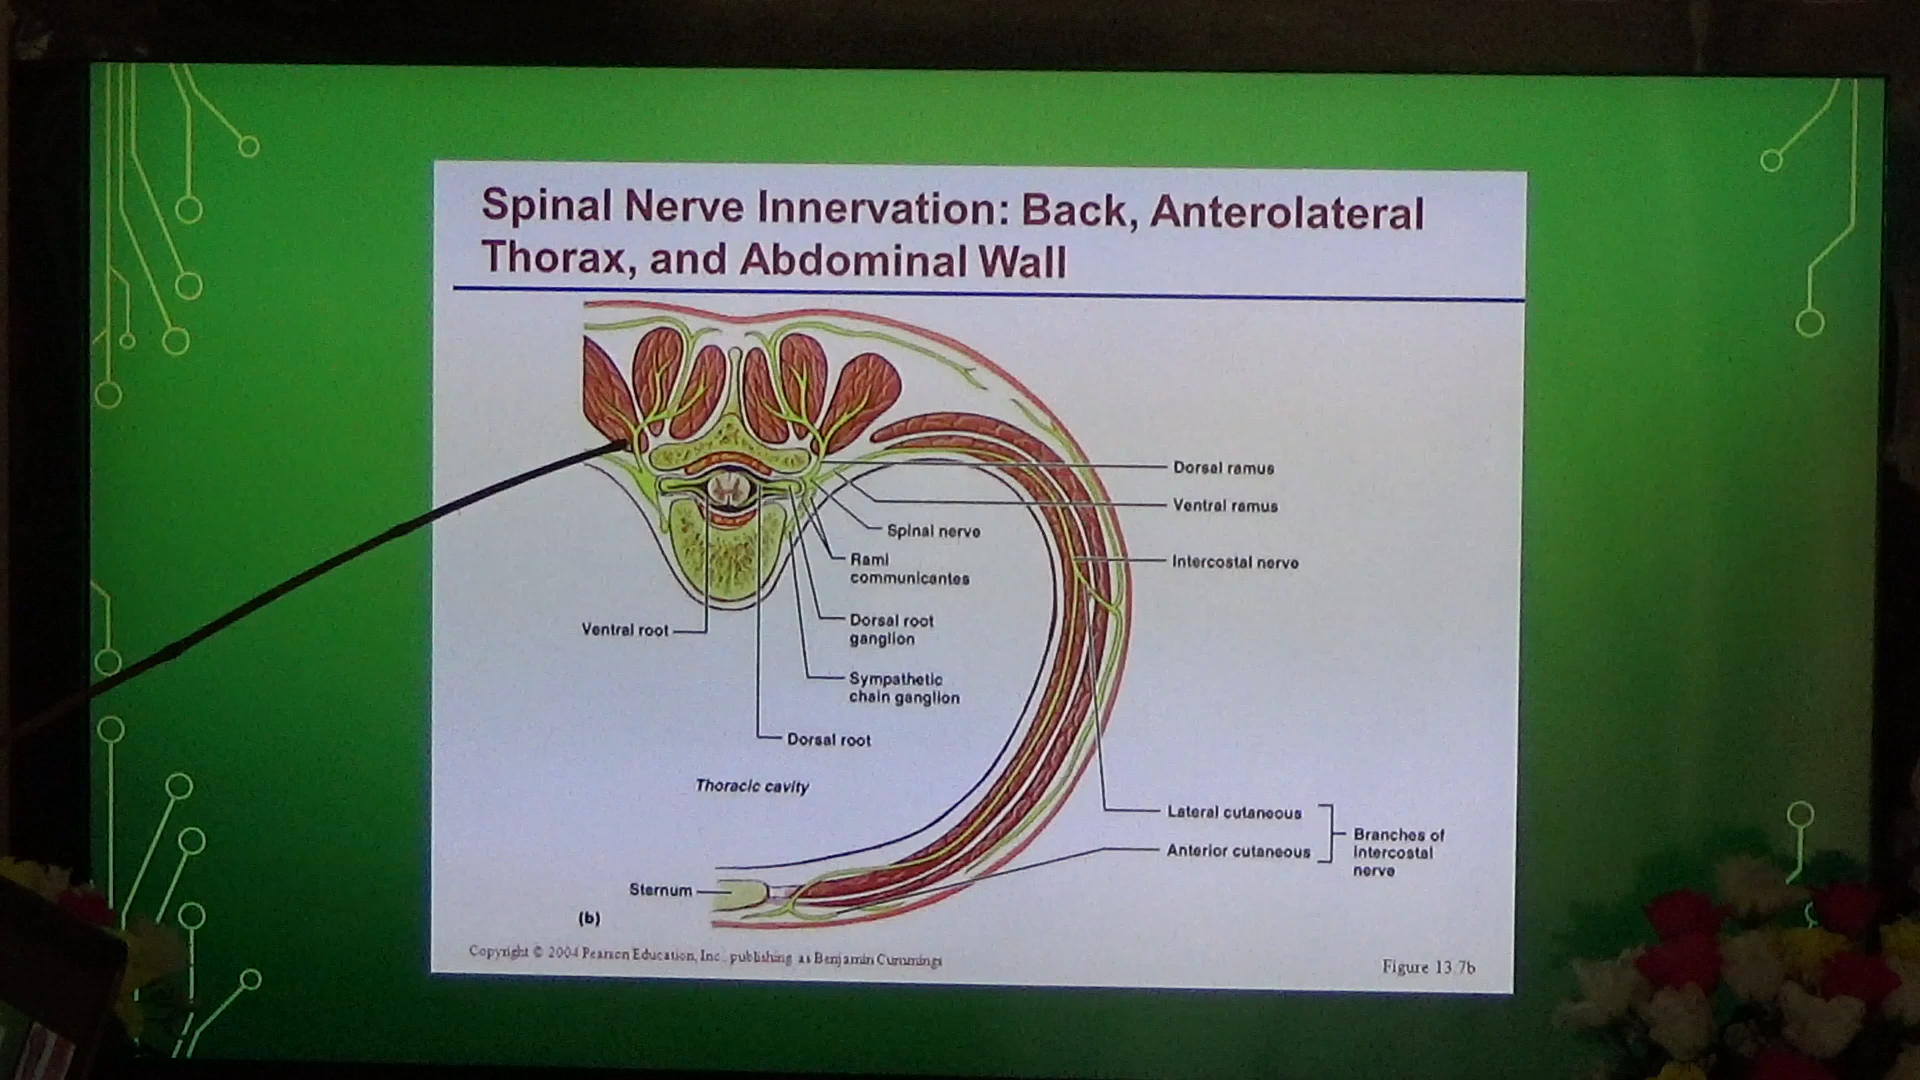 Spinal Nerve Innervation: Back, Anterolateral
Thorax, and Abdominal Wall
Dorsal ramus
Ventral ramus
Spinal nerve
Intercostal nerve
Rami
communicantes
Ventral root
Dorsal root
ganglion
Sympathetic
chain ganglion
Dorsal root
Thoracic cavity
Lateral cutaneous
Anterior cutaneous
Branches of
intercostal
nerve
Sternum
(b)
Copyright © 2004 Pearson Education, Inc., publishing as Benjamin Cummings
Figure 13.7b